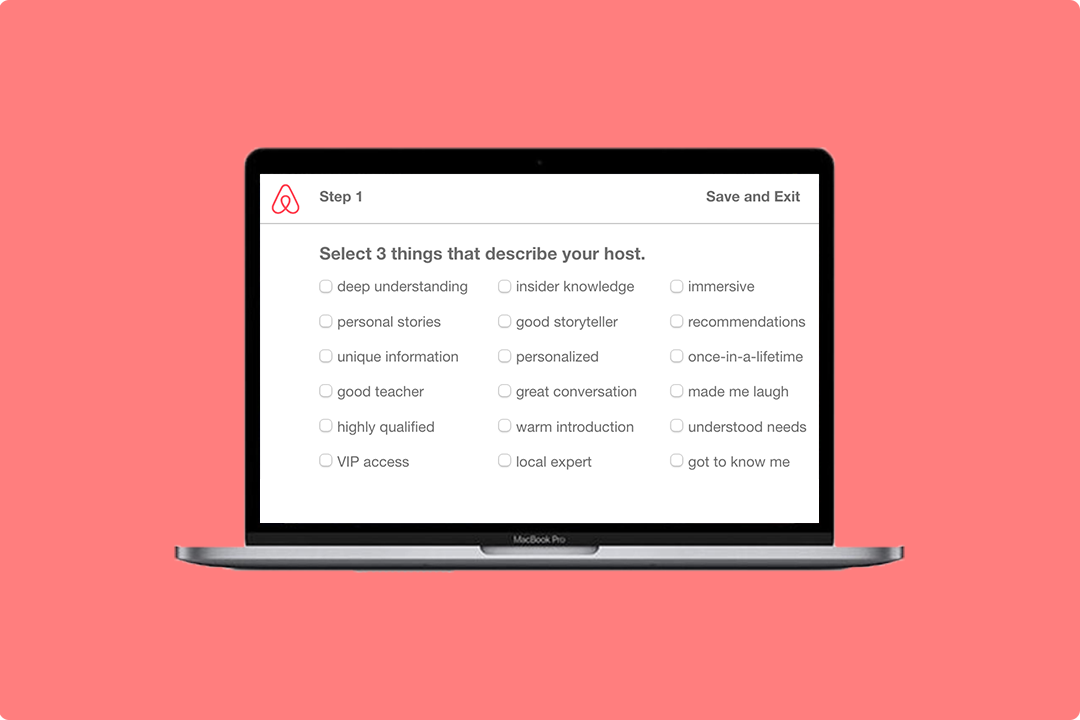 Step 1
Save and Exit
Select 3 things that describe your host.
deep understanding
insider knowledge
immersive
personal stories
good storyteller
recommendations
unique information
personalized
once-in-a-lifetime
good teacher
great conversation
made me laugh
highly qualified
warm introduction
understood needs
VIP access
local expert
got to know me
MacBook Pro